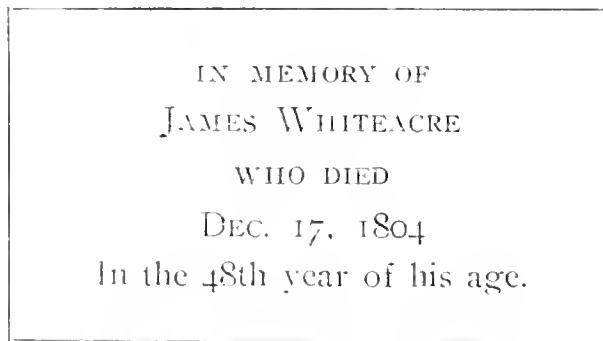 IN MEMORY OF
JAMES WHITEACRE
WHO DIED
DEC. 17, 1804
In the 48th year of his age.